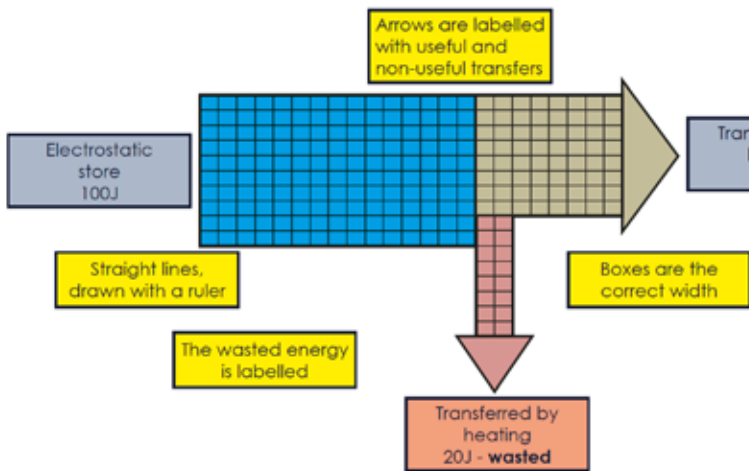 Arrows are labelled
with useful and
non-useful transfers
Electrostatic
store
100J
Straight lines,
drawn with a ruler
Boxes are the
correct width
The wasted energy
is labelled
Transferred by
heating
20J - wasted